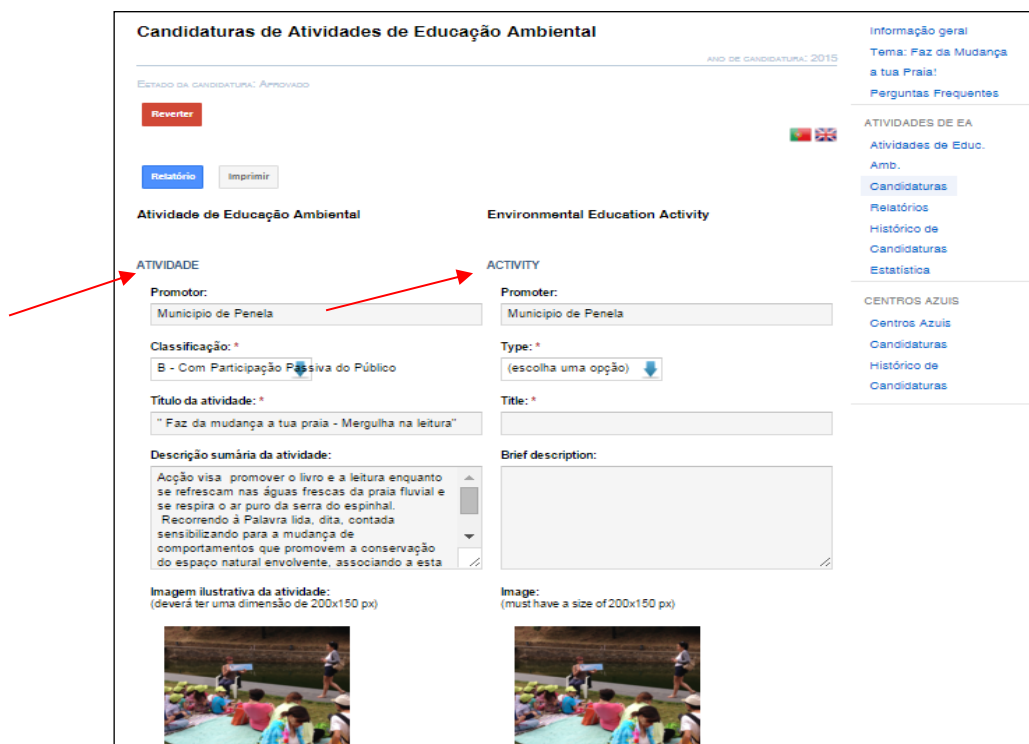 Candidaturas de Atividades de Educação Ambiental
ANO DE CANDIDATURA: 2015
ESTADO DA CANDIDATURA: APROVADO
Reverter
Relatório
Imprimir
Atividade de Educação Ambiental
ATIVIDADE
Promotor:
Municipio de Penela
Classificação: *
B - Com Participação Passiva do Público
Título da atividade: *
" Faz da mudança a tua praia - Mergulha na leitura"
Descrição sumária da atividade:
Acção visa promover o livro e a leitura enquanto
se refrescam nas águas frescas da praia fluvial e
se respira o ar puro da serra do espinhal.
Recorrendo à Palavra lida, dita, contada
sensibilizando para a mudança de
comportamentos que promovem a conservação
do espaço natural envolvente, associando a esta
Imagem ilustrativa da atividade:
(deverá ter uma dimensão de 200x150 px)
Environmental Education Activity
ACTIVITY
Promoter:
Municipio de Penela
Type: *
(escolha uma opção)
Title: *
Brief description:
Image:
(must have a size of 200x150 px)
Informação geral
Tema: Faz da Mudança
a tua Praia!
Perguntas Frequentes
ATIVIDADES DE EA
Atividades de Educ.
Amb.
Candidaturas
Relatórios
Histórico de
Candidaturas
Estatística
CENTROS AZUIS
Centros Azuis
Candidaturas
Histórico de
Candidaturas